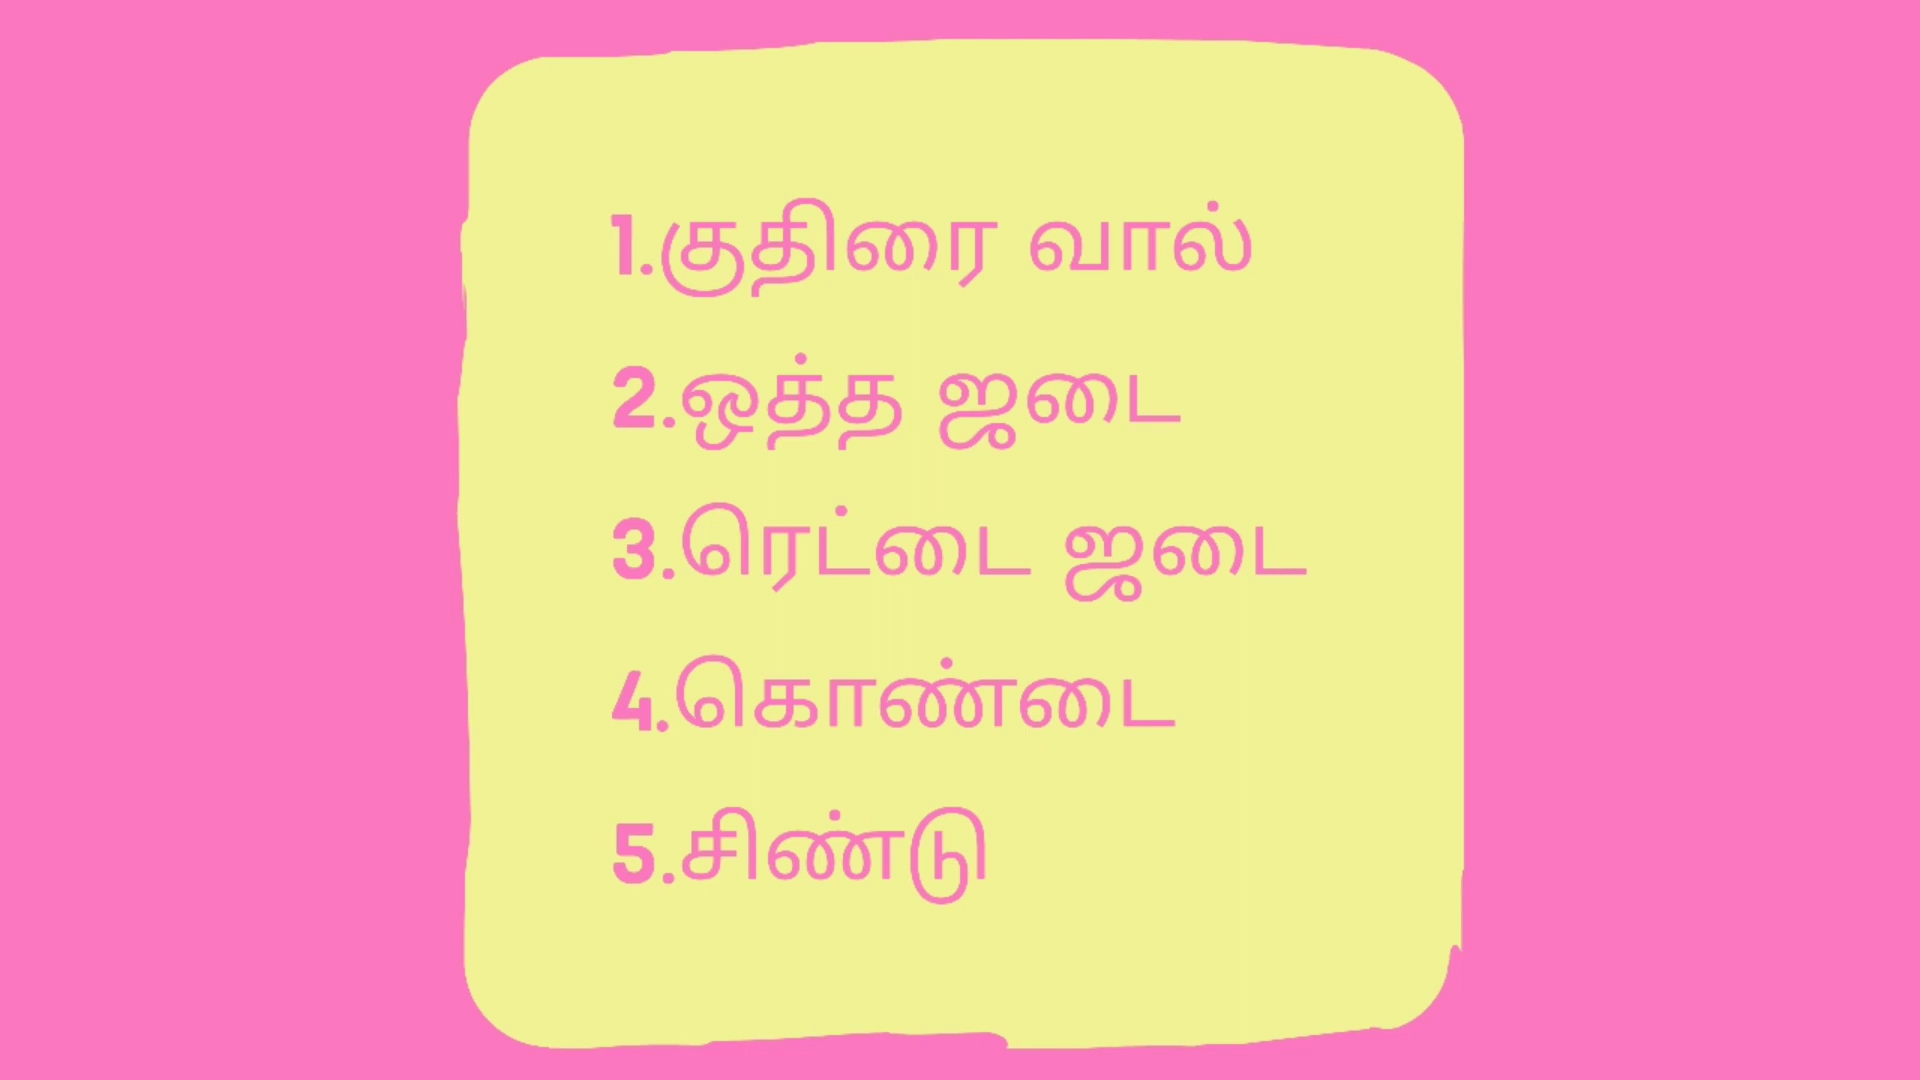 1.குதிரை வால்
2.ஒத்த ஜடை
3.ரெட்டை ஜடை
4.கொண்டை
5.சிண்டு